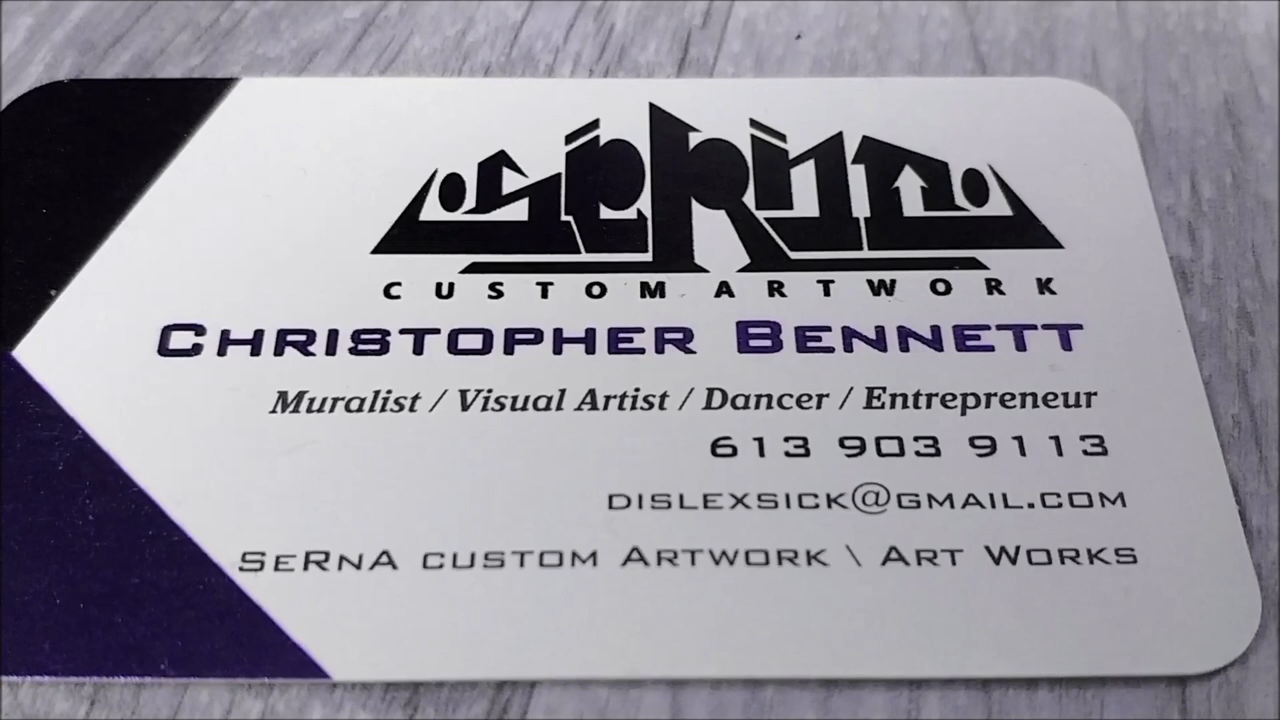 SeRnA
CUSTOM ARTWORK
CHRISTOPHER BENNETT
Muralist / Visual Artist / Dancer / Entrepreneur
613 903 9113
DISLEXSICK@GMAIL.COM
SERNA CUSTOM ARTWORK \ ART WORKS